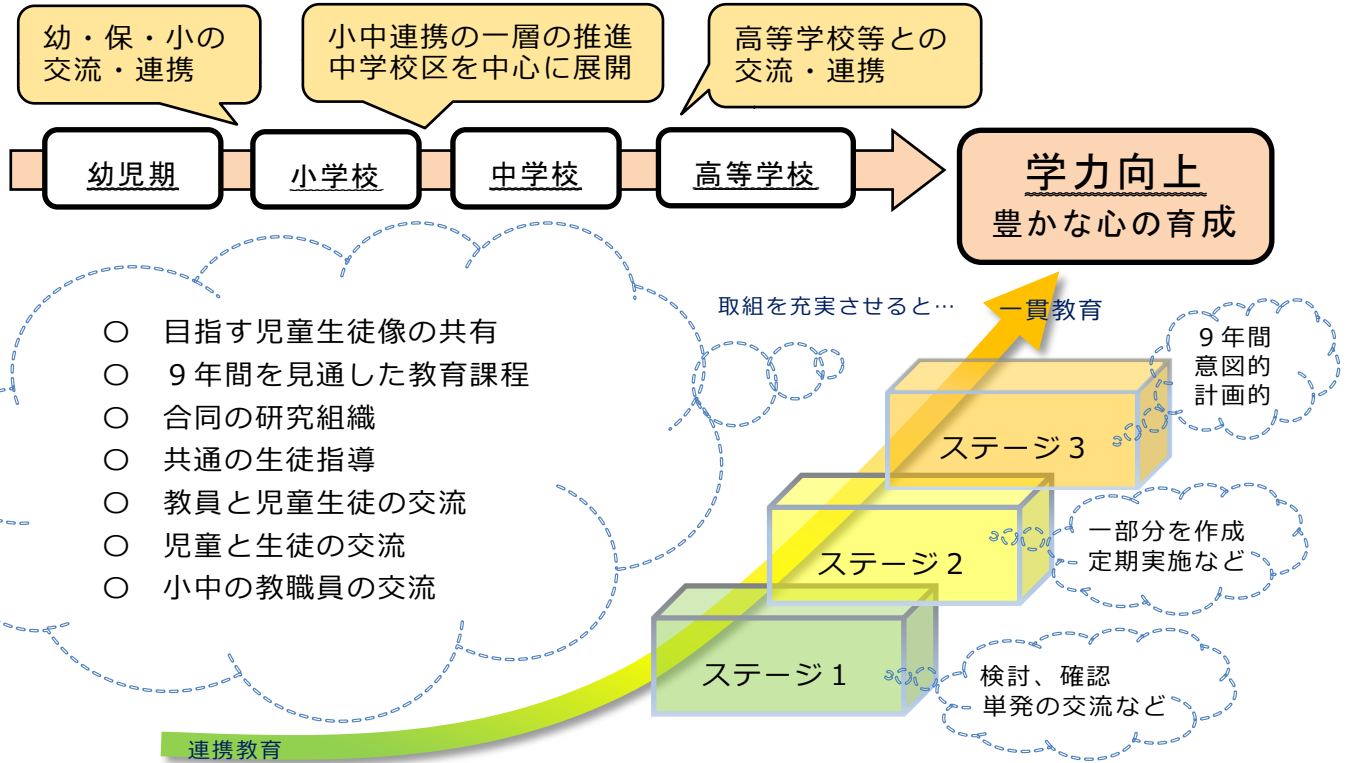 幼・保・小の
交流・連携
小中連携の一層の推進
中学校区を中心に展開
高等学校等との
交流・連携
幼児期
小学校
中学校
高等学校
学力向上
豊かな心の育成
〇 目指す児童生徒像の共有
〇 ９年間を見通した教育課程
〇 合同の研究組織
〇 共通の生徒指導
〇 教員と児童生徒の交流
〇 児童と生徒の交流
〇 小中の教職員の交流
取組を充実させると…
一貫教育
９年間
意図的
計画的
ステージ３
一部分を作成
定期実施など
ステージ２
検討、確認
単発の交流など
ステージ１
連携教育